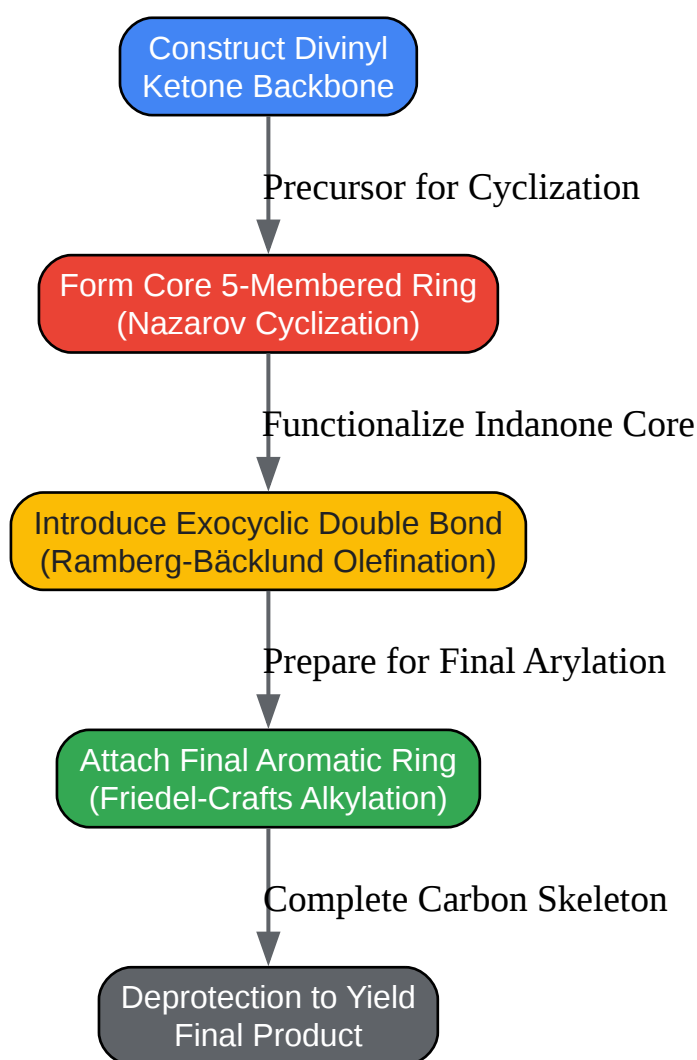 Construct Divinyl
Ketone Backbone
Precursor for Cyclization
Form Core 5-Membered Ring
(Nazarov Cyclization)
Functionalize Indanone Core
Introduce Exocyclic Double Bond
(Ramberg-Bäcklund Olefination)
Prepare for Final Arylation
Attach Final Aromatic Ring
(Friedel-Crafts Alkylation)
Complete Carbon Skeleton
Deprotection to Yield
Final Product